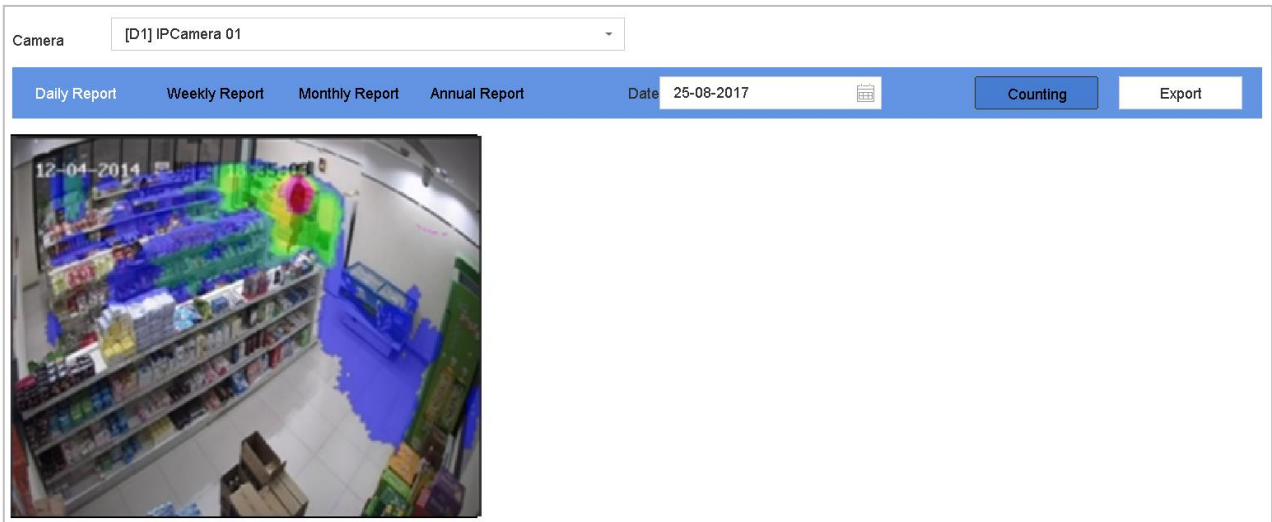 Camera
[D1] IPCamera 01
Daily Report Weekly Report Monthly Report Annual Report Date 25-08-2017 Counting Export
12-04-2014